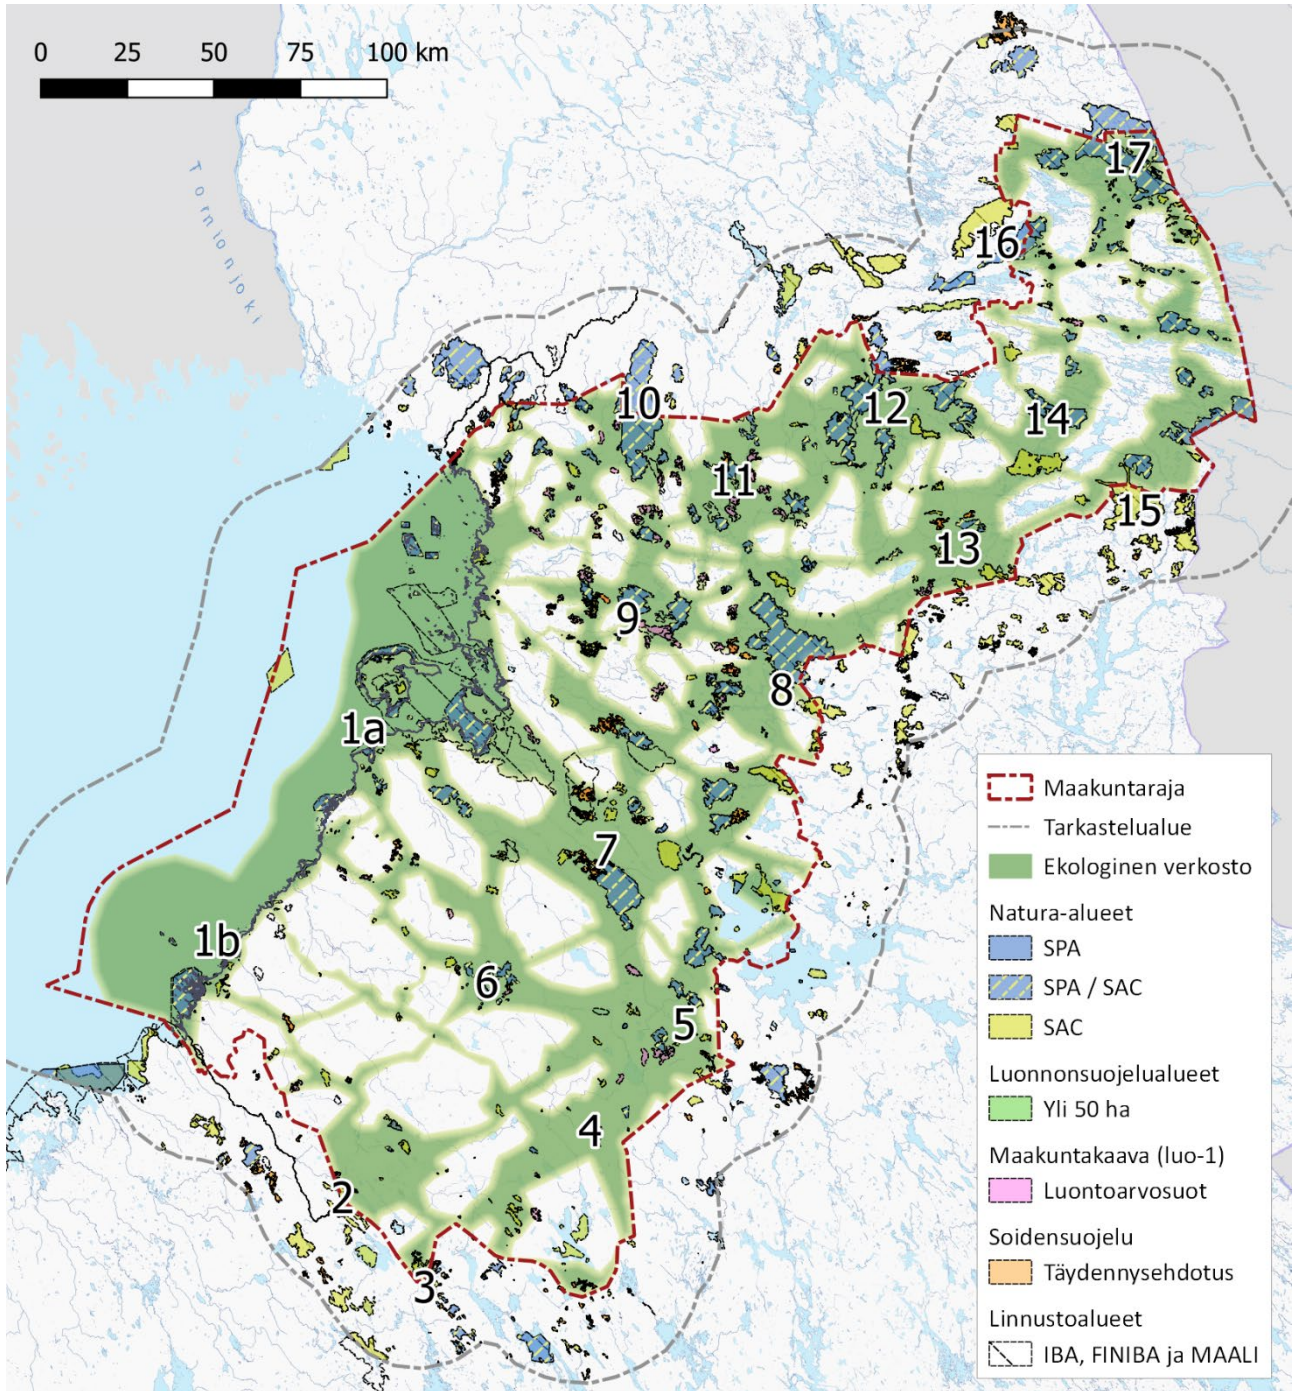 0 25 50 75 100 km
Tornionjoki
17
16
10
12
14
11
15
13
9
8
1a
7
1b
6
5
4
2
3
Maakuntaraja
Tarkastelualue
Ekologinen verkosto
Natura-alueet
SPA
SPA / SAC
SAC
Luonnonsuojelualueet
Yli 50 ha
Maakuntakaava (luo-1)
Luontoarvosuot
Soidensuojelu
Täydennysehdotus
Linnustoalueet
IBA, FINIBA ja MAALI